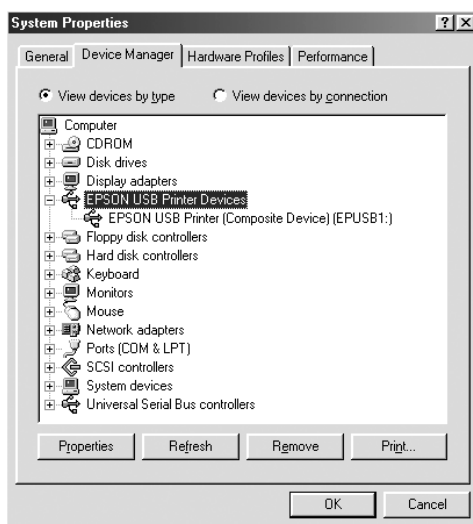 System Properties
General Device Manager Hardware Profiles Performance
View devices by type View devices by connection
Computer
CDROM
Disk drives
Display adapters
EPSON USB Printer Devices
EPSON USB Printer (Composite Device) (EPUSB1:)
Floppy disk controllers
Hard disk controllers
Keyboard
Monitors
Mouse
Network adapters
Ports (COM & LPT)
SCSI controllers
System devices
Universal Serial Bus controllers
Properties Refresh Remove Print...
OK Cancel